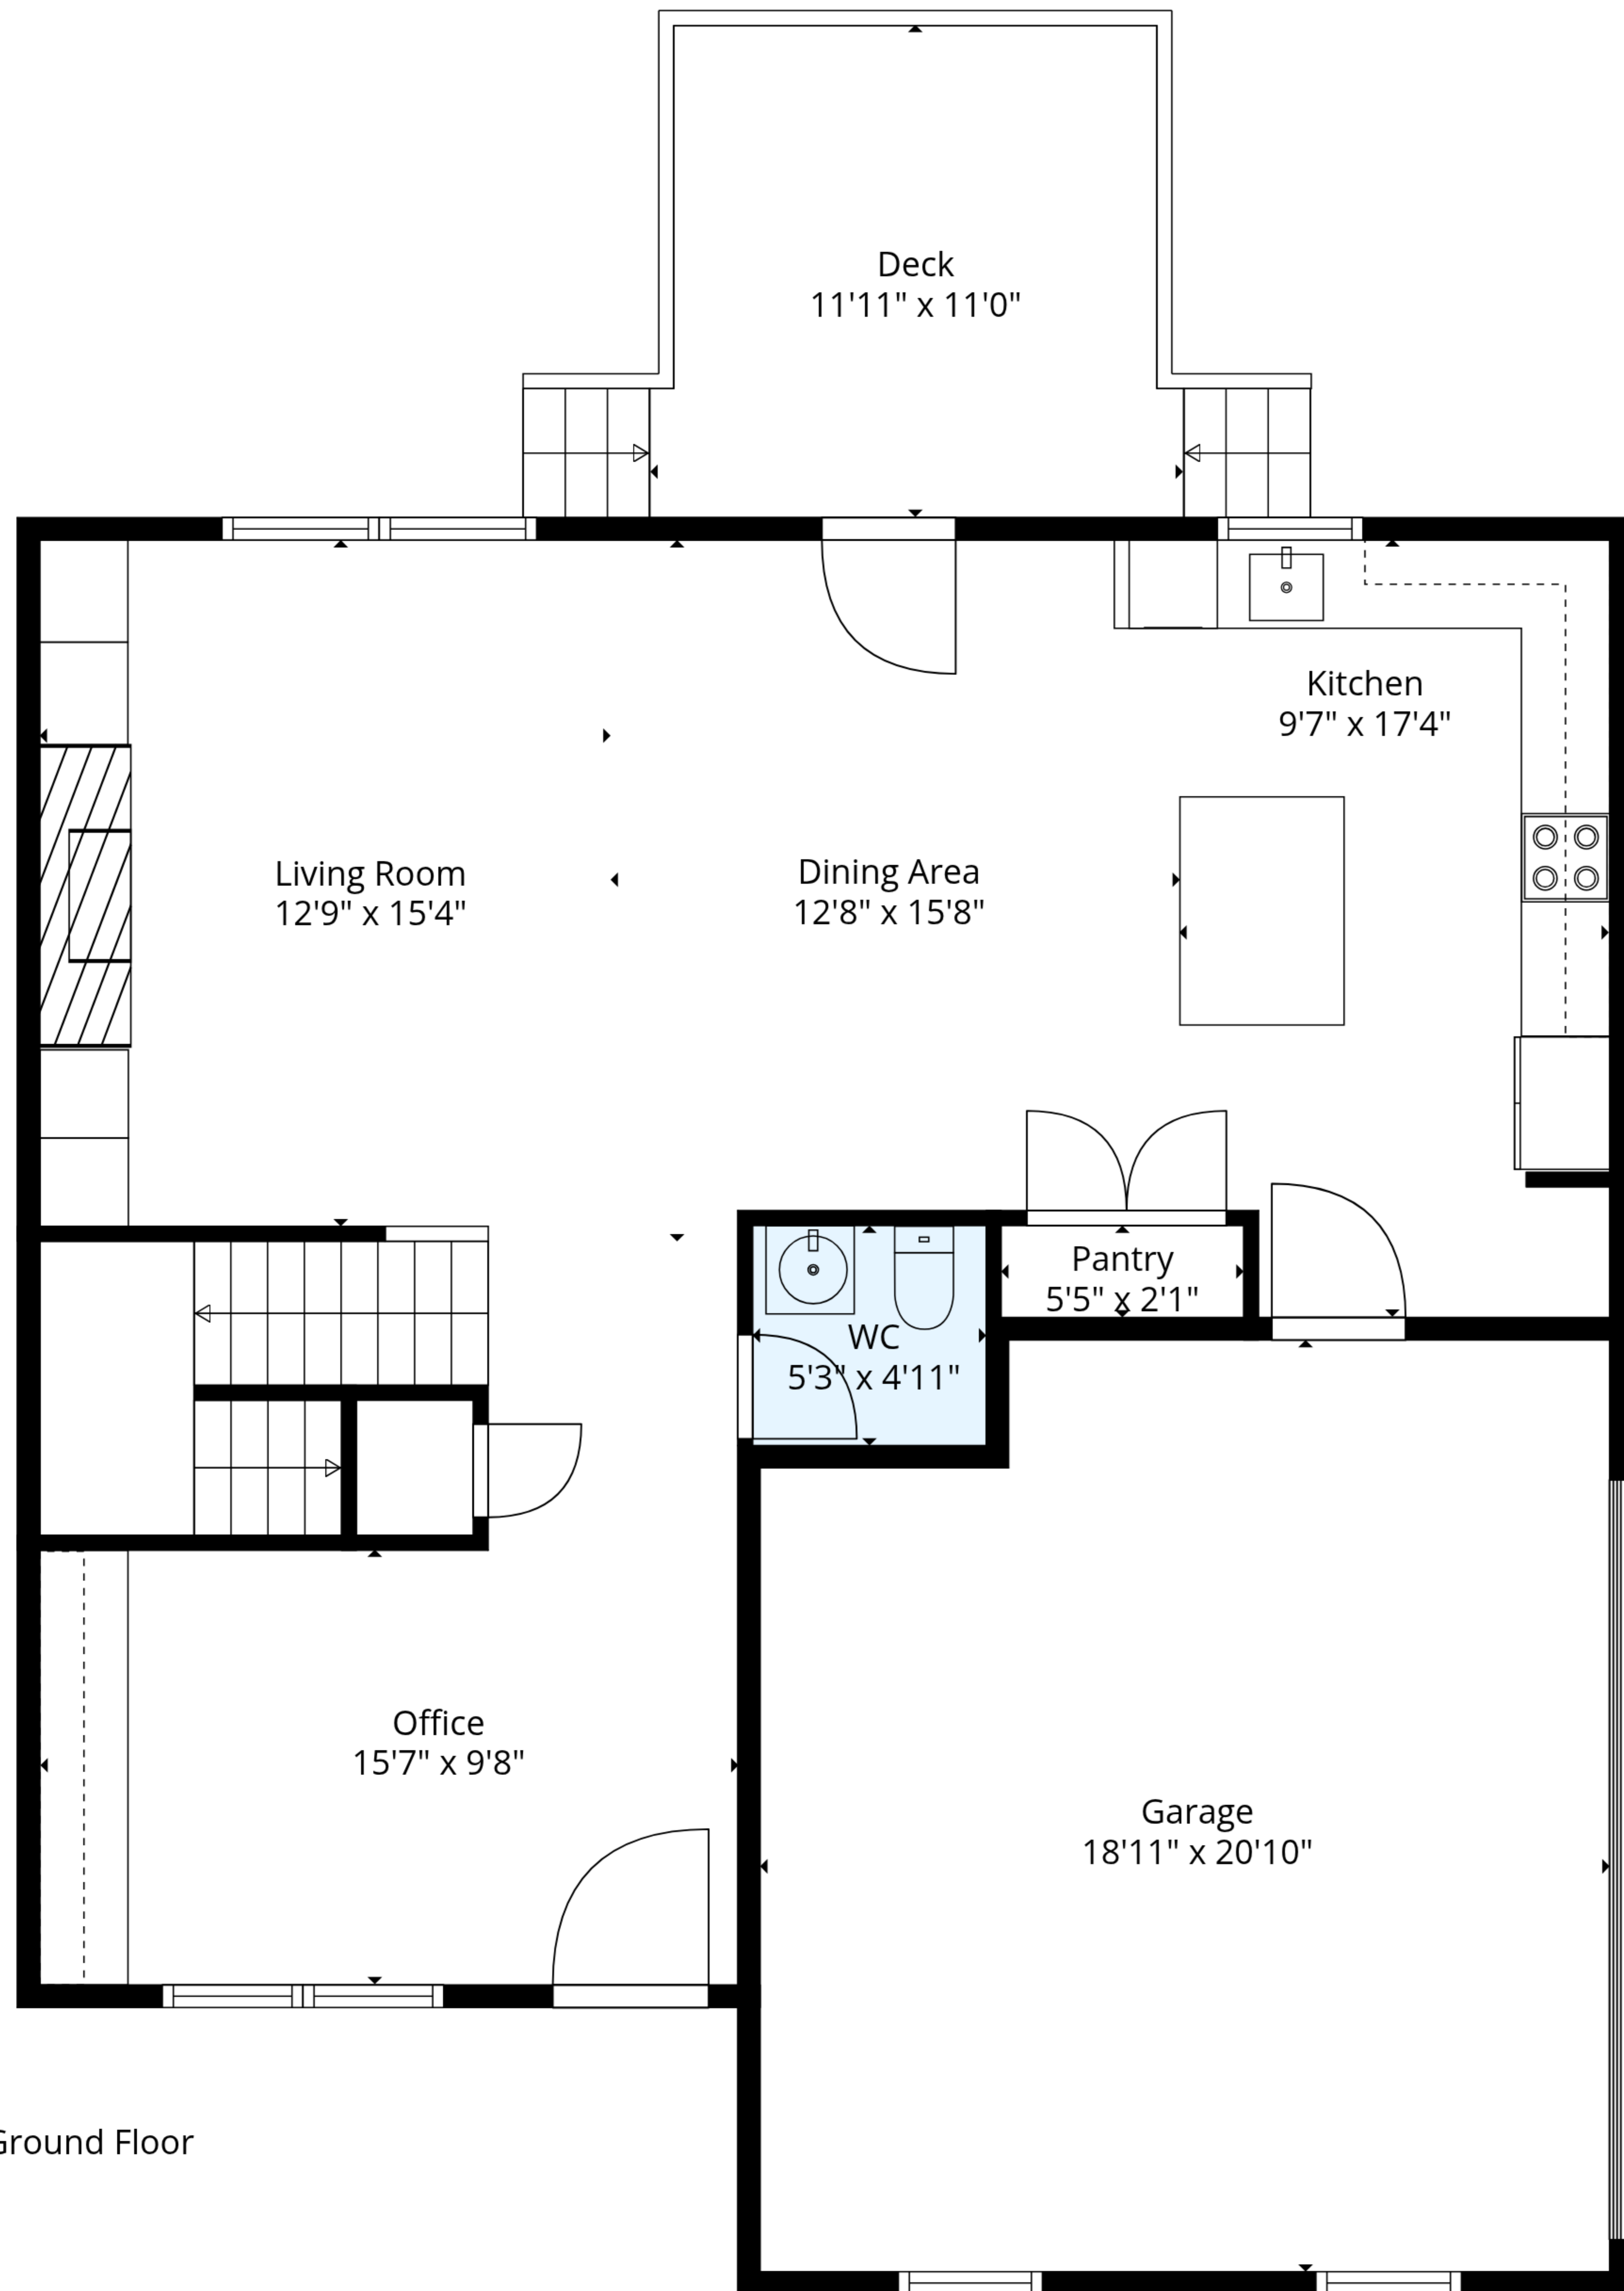 Deck
11'11" x 11'0"
Kitchen
9'7" x 17'4"
Living Room
12'9" x 15'4"
Dining Area
12'8" x 15'8"
Pantry
5'5" x 2'1"
WC
5'3" x 4'11"
Office
15'7" x 9'8"
Garage
18'11" x 20'10"
Ground Floor